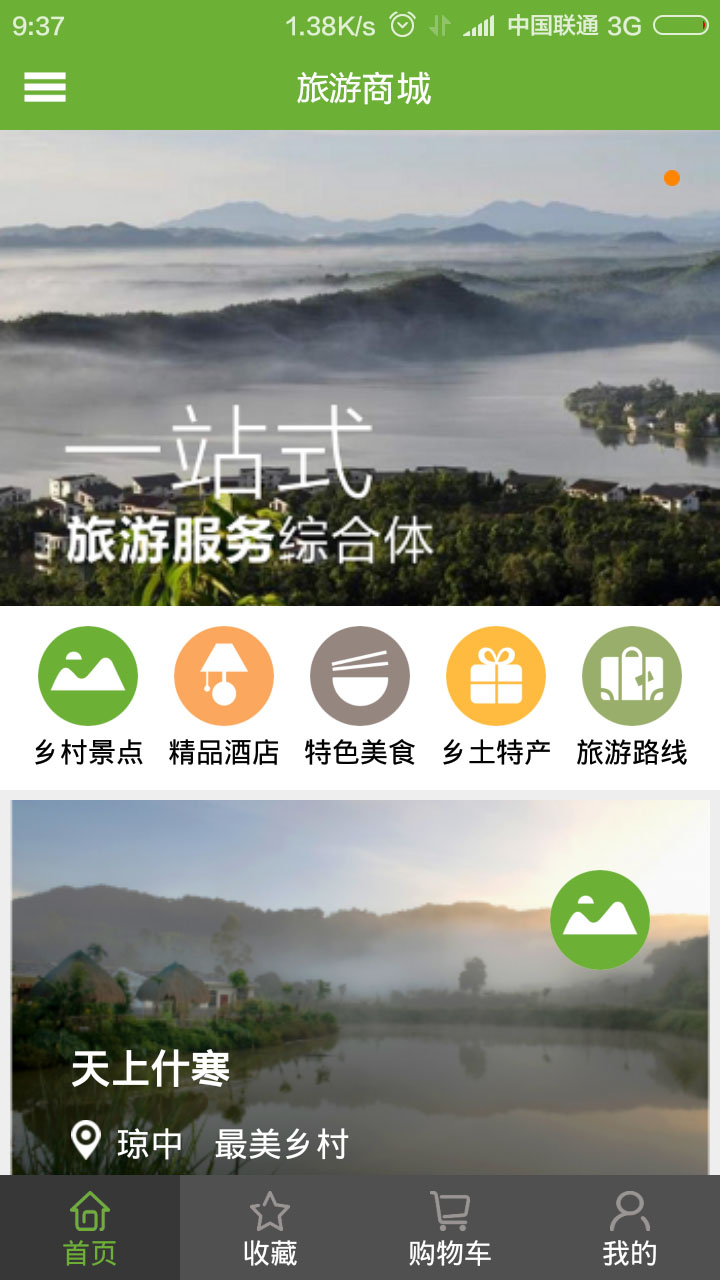 9:37 1.38K/s 中国联通 3G
旅游商城
一站式
旅游服务综合体
乡村景点 精品酒店 特色美食 乡土特产 旅游路线
天上什寒
琼中 最美乡村
首页 收藏 购物车 我的